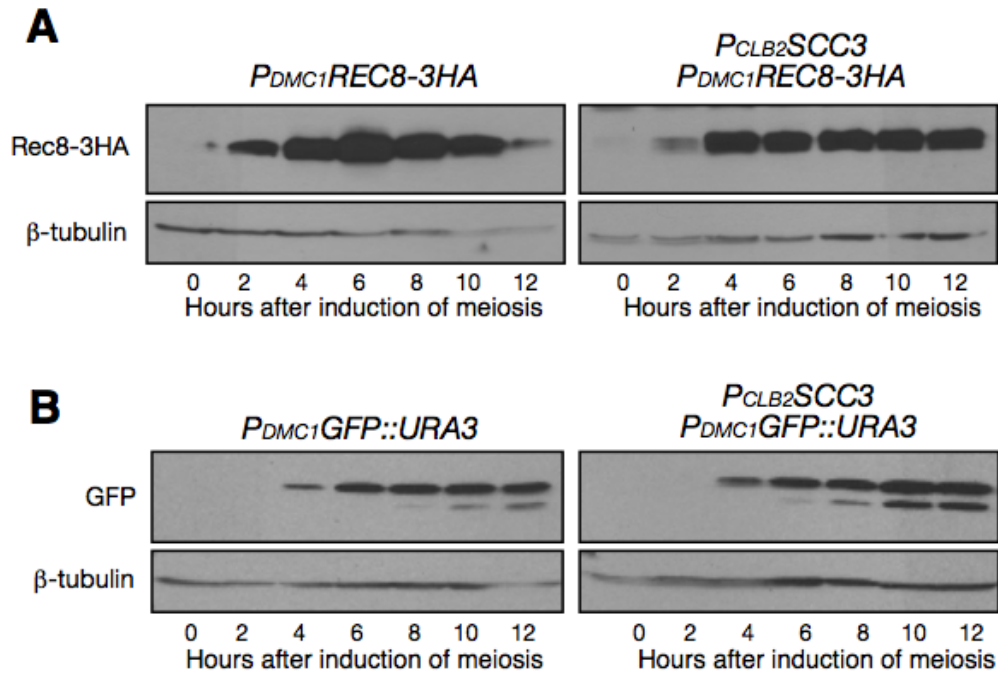 A
PCLB2SCC3
PDMC1REC8-3HA PDMC1REC8-3HA
Rec8-3HA
β-tubulin
0 2 4 6 8 10 12 0 2 4 6 8 10 12
Hours after induction of meiosis Hours after induction of meiosis
B
PCLB2SCC3
PDMC1GFP::URA3 PDMC1GFP::URA3
GFP
β-tubulin
0 2 4 6 8 10 12 0 2 4 6 8 10 12
Hours after induction of meiosis Hours after induction of meiosis